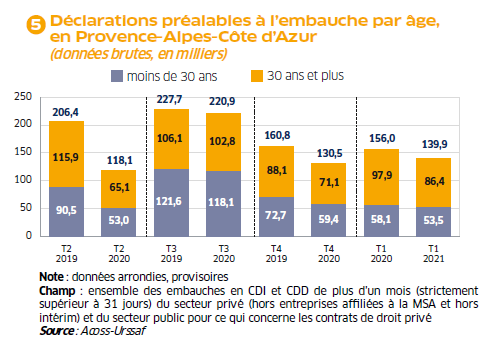 5 Déclarations préalables à l'embauche par âge,
en Provence-Alpes-Côte d'Azur
(données brutes, en milliers)
moins de 30 ans 30 ans et plus
250
200
150
100
50
0
206,4 118,1 227,7 220,9 160,8 130,5 156,0 139,9
115,9 65,1 106,1 102,8 88,1 71,1 97,9 86,4
90,5 53,0 121,6 118,1 72,7 59,4 58,1 53,5
T2 T2 T3 T3 T4 T4 T1 T1
2019 2020 2019 2020 2019 2020 2020 2021
Note : données arrondies, provisoires
Champ : ensemble des embauches en CDI et CDD de plus d'un mois (strictement
supérieur à 31 jours) du secteur privé (hors entreprises affiliées à la MSA et hors
intérim) et du secteur public pour ce qui concerne les contrats de droit privé
Source : Acoss-Urssaf